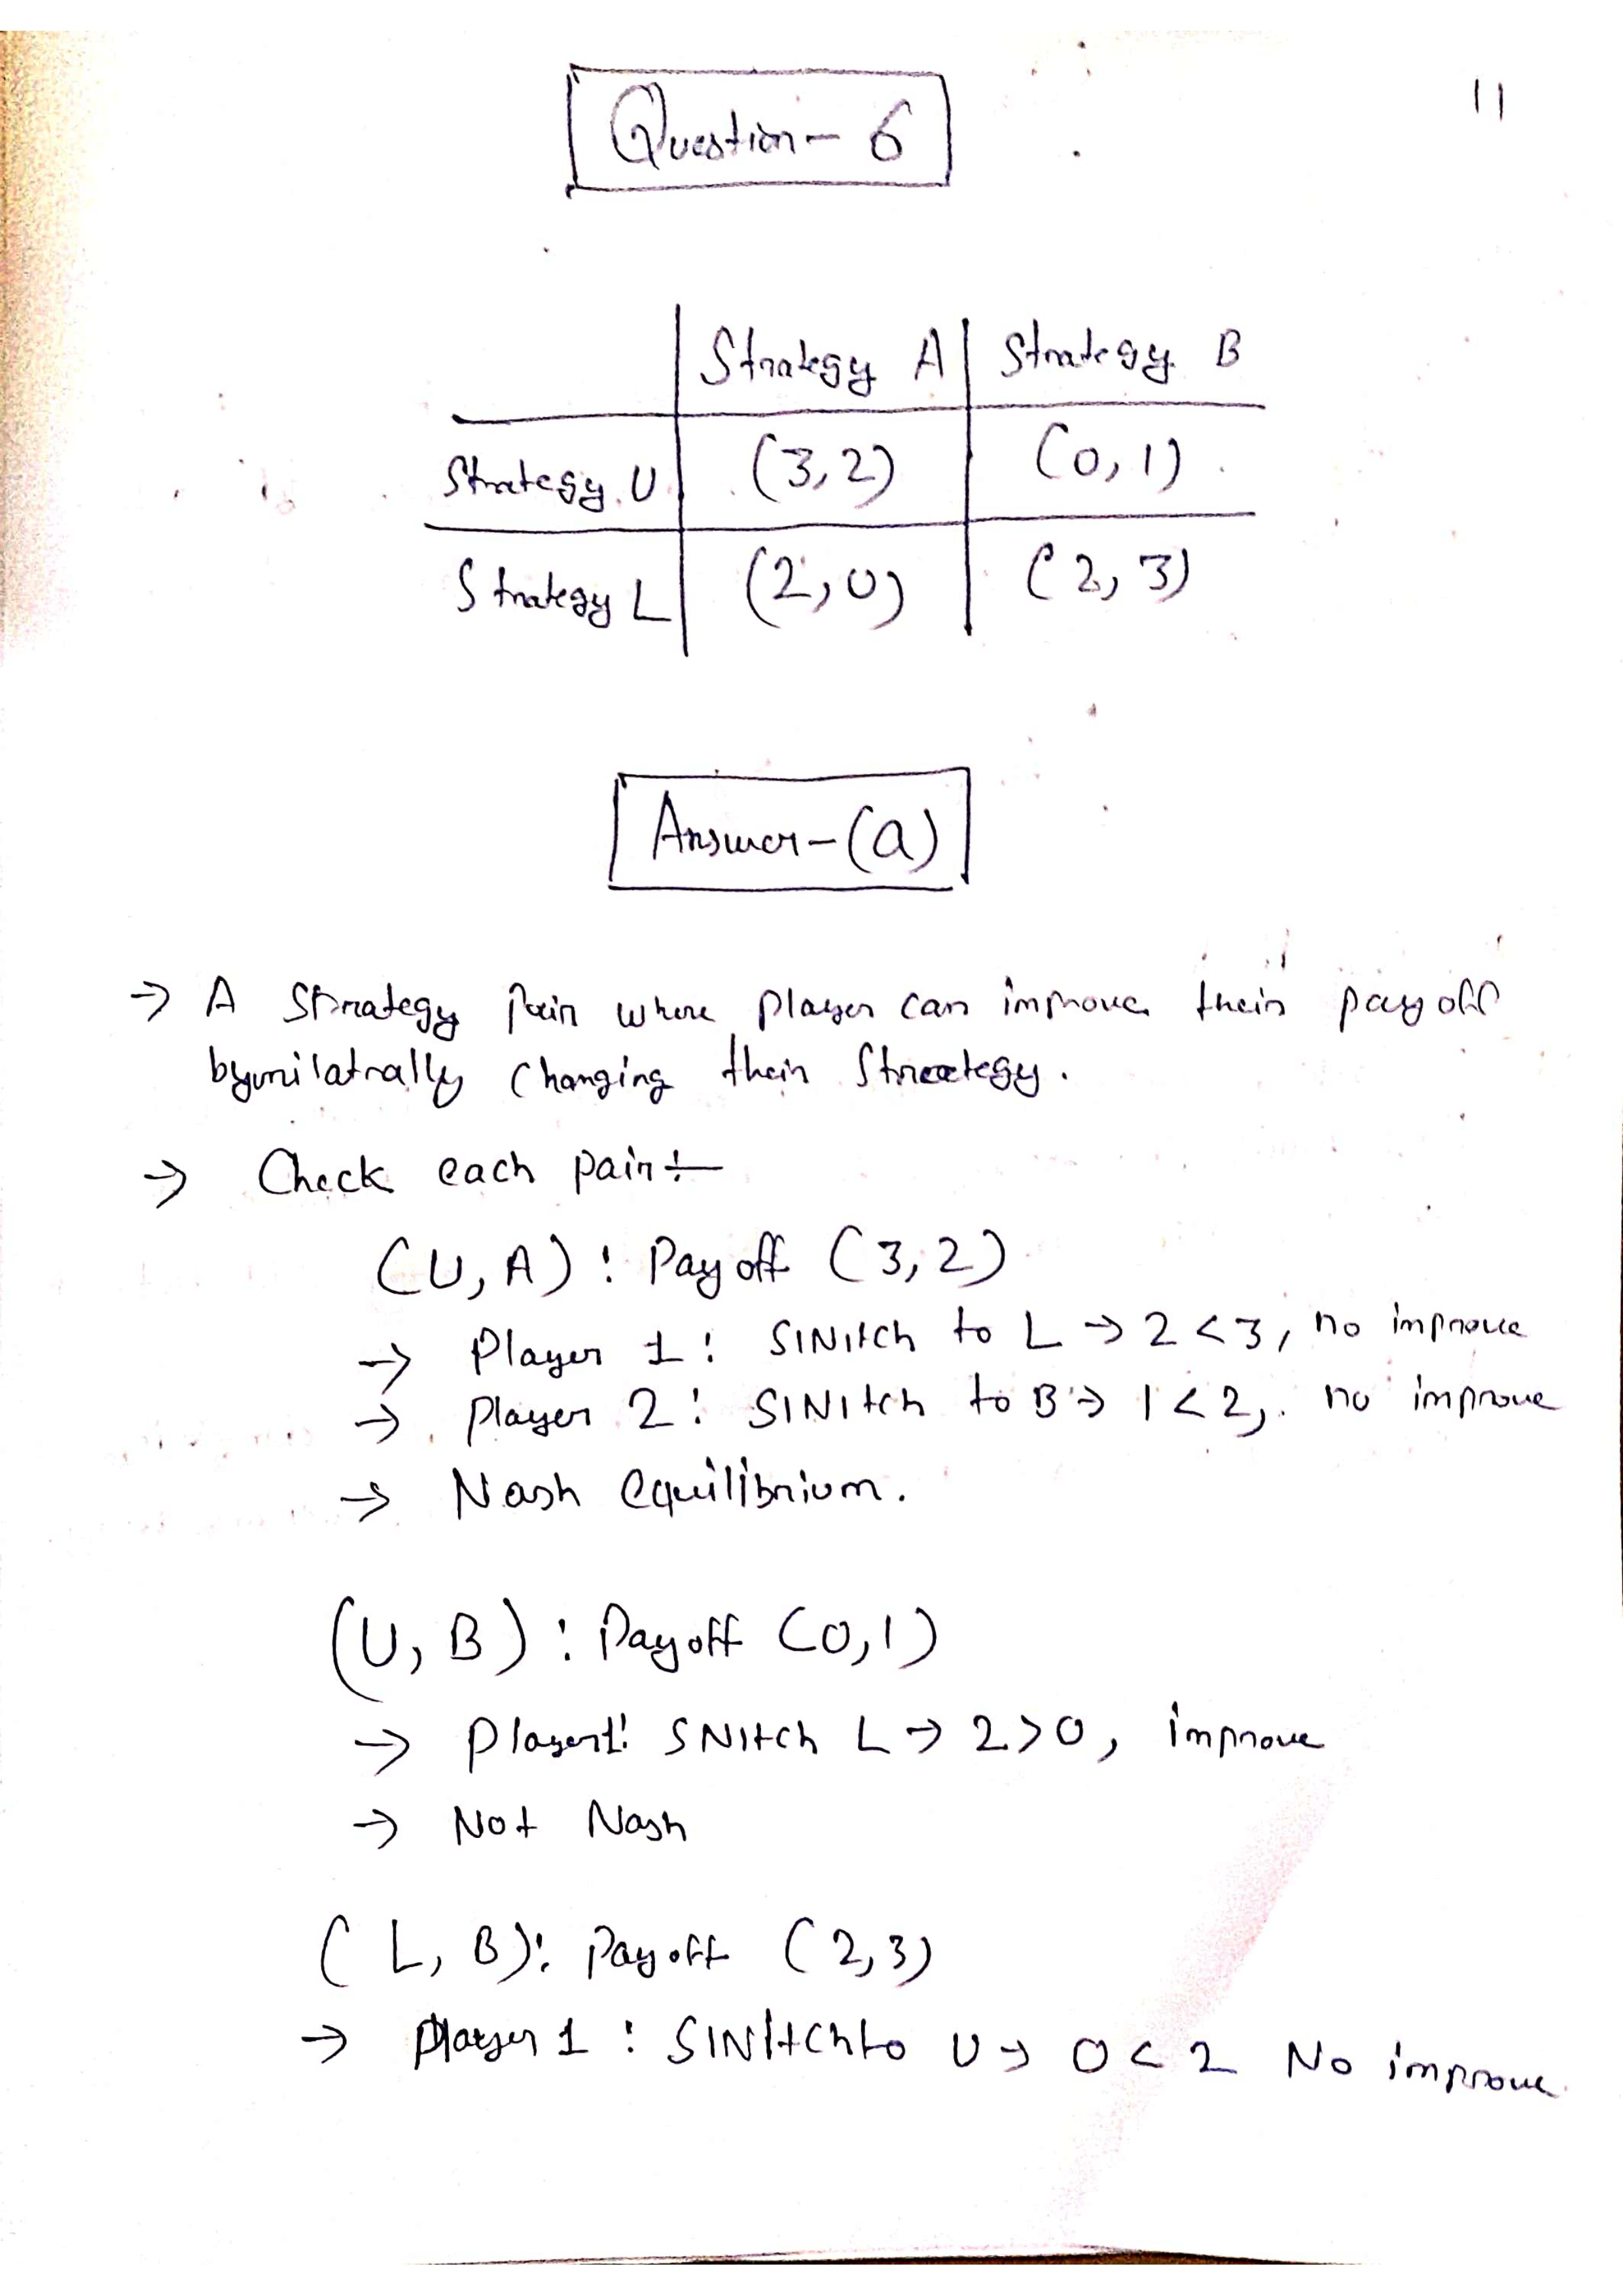 11
Question - 6
Strategy A Strategy B
Strategy U (3,2) (0,1)
Strategy L (2,0) (2,3)
Answer - (a)
→ A Strategy Pair where player can improve their payoff
byunilatrally Changing their Strategy.
→ Check each pair:-
(U, A) : Payoff (3,2)
→ Player 1 : SWitch to L → 2 < 3, no improve
→ Player 2 : SWitch to B → 1 < 2, no improve
→ Nash equilibrium.
(U, B) : Payoff (0,1)
→ Player1: SWitch L → 2 > 0, improve
→ Not Nash
(L, B): Payoff (2,3)
→ Player 1 : SWitch to U → 0 < 2 No improve.